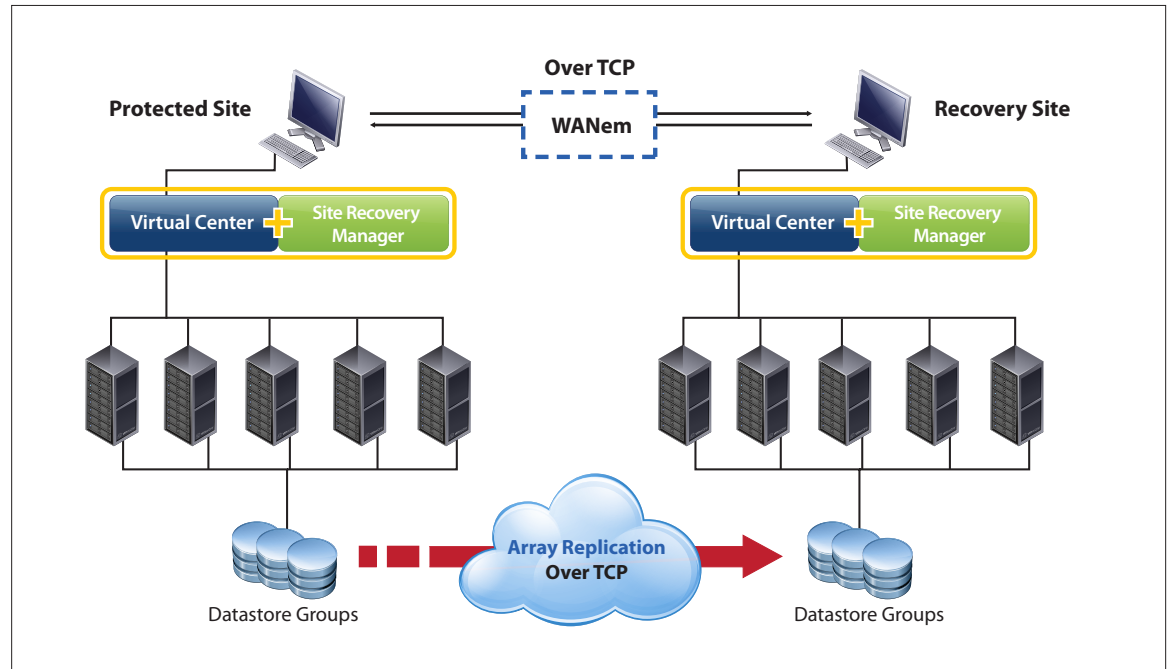 Over TCP
Protected Site
WANem
Recovery Site
Virtual Center
Site Recovery
Manager
Virtual Center
Site Recovery
Manager
Array Replication
Over TCP
Datastore Groups
Datastore Groups